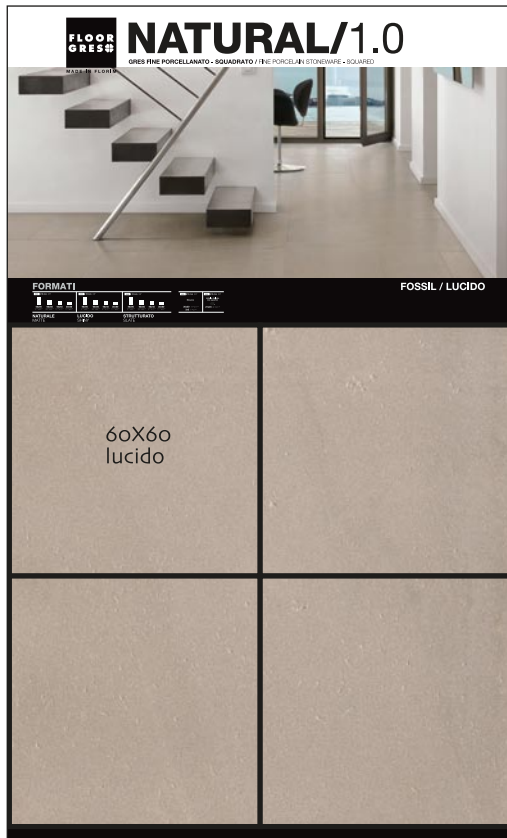 FLOOR
GRES
MADE IN FLORIM
NATURAL/1.0
GRES FINE PORCELLANATO - SQUADRATO / FINE PORCELAIN STONEWARE - SQUARED
FORMATI
FOSSIL / LUCIDO
NATURALE
MATTE
LUCIDO
SHINY
STRUTTURATO
SLATE
60X60
lucido